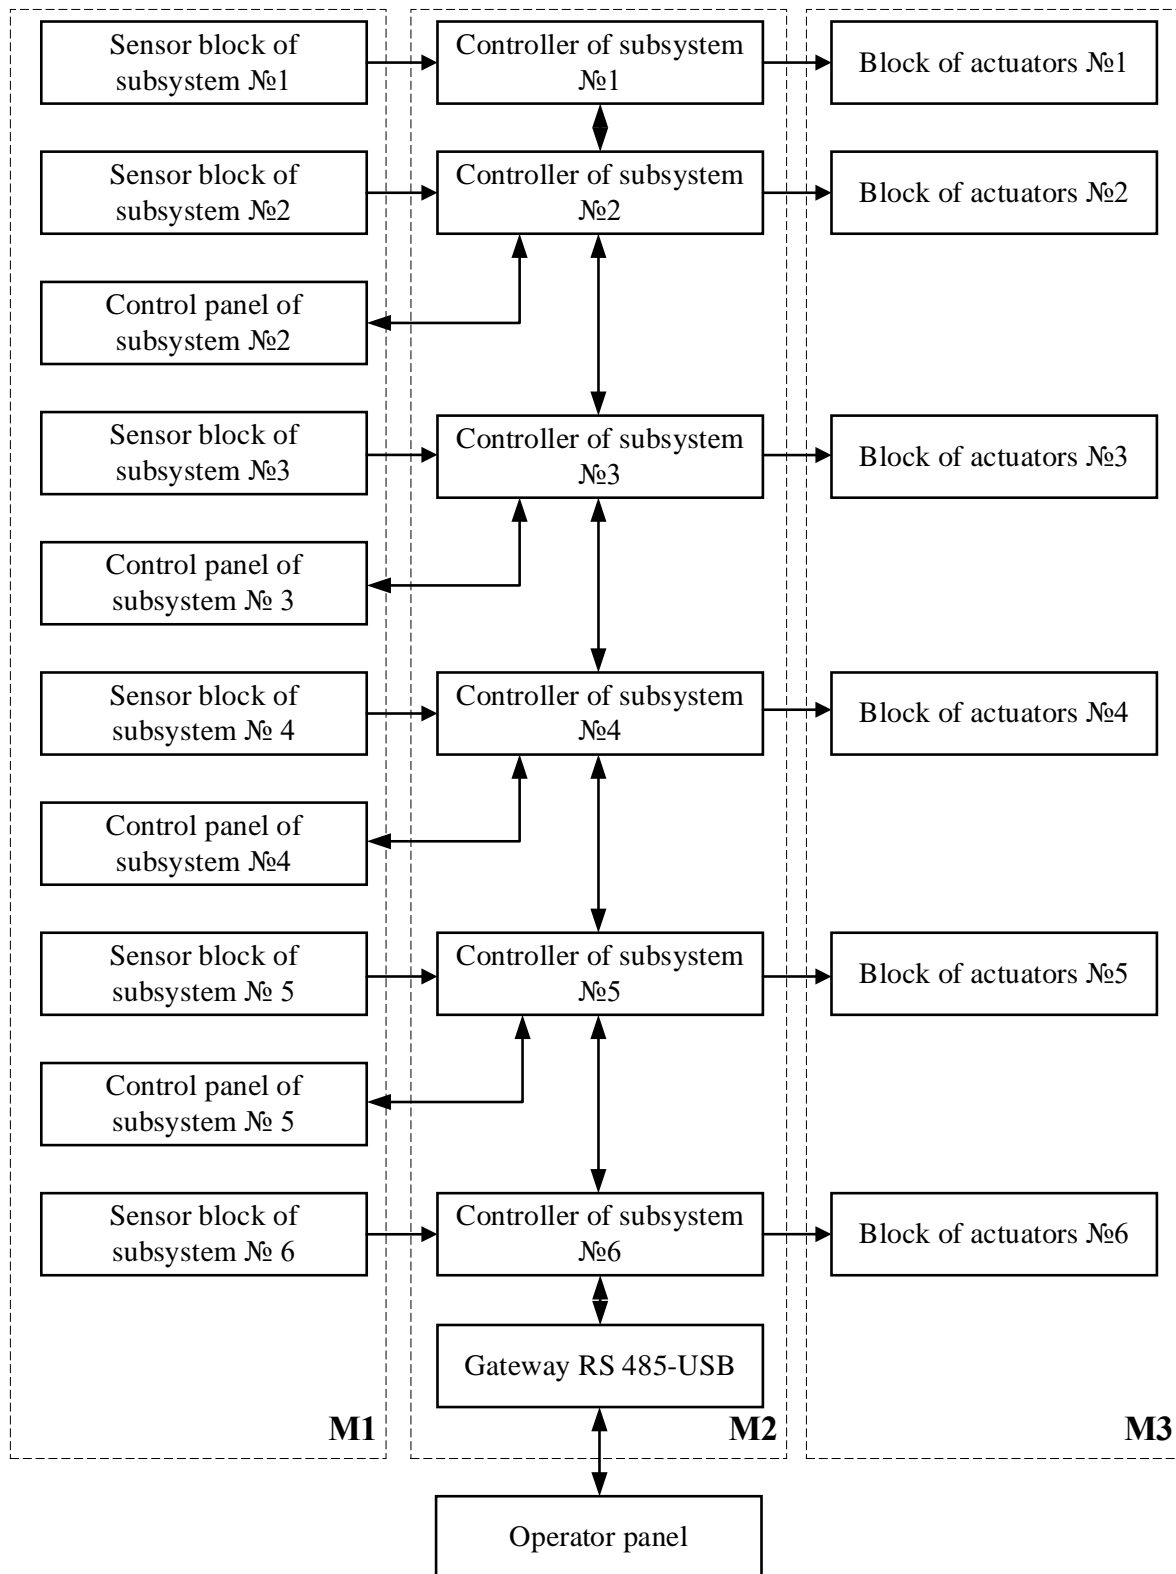 Sensor block of
subsystem №1
Controller of subsystem
№1
Block of actuators №1
Sensor block of
subsystem №2
Controller of subsystem
№2
Block of actuators №2
Control panel of
subsystem №2
Sensor block of
subsystem №3
Controller of subsystem
№3
Block of actuators №3
Control panel of
subsystem № 3
Sensor block of
subsystem № 4
Controller of subsystem
№4
Block of actuators №4
Control panel of
subsystem №4
Sensor block of
subsystem № 5
Controller of subsystem
№5
Block of actuators №5
Control panel of
subsystem № 5
Sensor block of
subsystem № 6
Controller of subsystem
№6
Block of actuators №6
Gateway RS 485-USB
M1
M2
M3
Operator panel